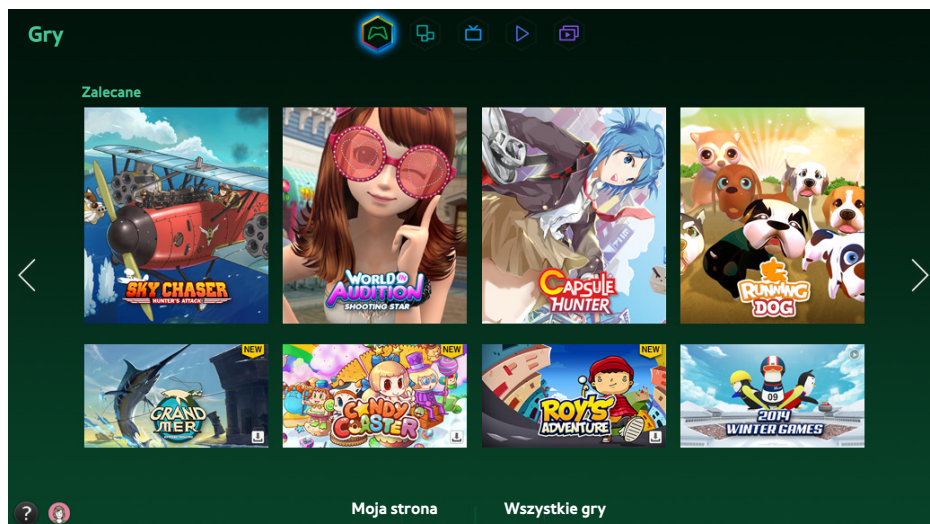 Gry
Zalecane
SKY CHASER
HUNTER'S ATTACK
WORLD IN
AUDITION
SHOOTING STAR
CAPSULE
HUNTER
RUNNING
DOG
NEW
GRAND
MER
NEW
CANDY
COASTER
NEW
ROY'S
ADVENTURE
09
2014
WINTER GAMES
?
Moja strona
Wszystkie gry